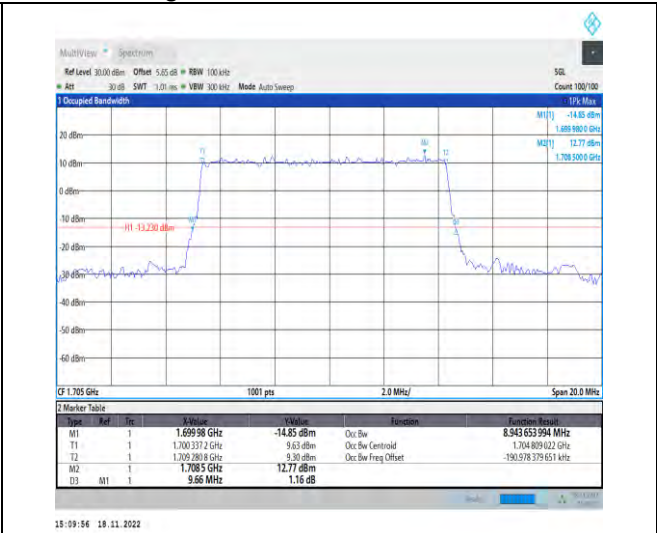 MultiView Spectrum
Ref Level 30.00 dBm Offset 5.85 dB RBW 100 kHz SGL
Att 30 dB SWT 1.01 ms VBW 300 kHz Mode Auto Sweep Count 100/100
1 Occupied Bandwidth 1Pk Max
M1[1] -14.85 dBm
1.699 980 0 GHz
M2[1] 12.77 dBm
1.708 500 0 GHz
20 dBm
T1 M2 T2
10 dBm
0 dBm
-10 dBm
H1 -13.230 dBm
-20 dBm
-30 dBm
-40 dBm
-50 dBm
-60 dBm
CF 1.705 GHz 1001 pts 2.0 MHz/ Span 20.0 MHz
2 Marker Table
Type Ref Trc X-Value Y-Value Function Function Result
M1 1 1.699 98 GHz -14.85 dBm Occ Bw 8.943 653 994 MHz
T1 1 1.700 337 2 GHz 9.63 dBm Occ Bw Centroid 1.704 809 022 GHz
T2 1 1.709 280 8 GHz 9.30 dBm Occ Bw Freq Offset -190.978 379 651 kHz
M2 1 1.708 5 GHz 12.77 dBm
D3 M1 1 9.66 MHz 1.16 dB
15:09:56 18.11.2022